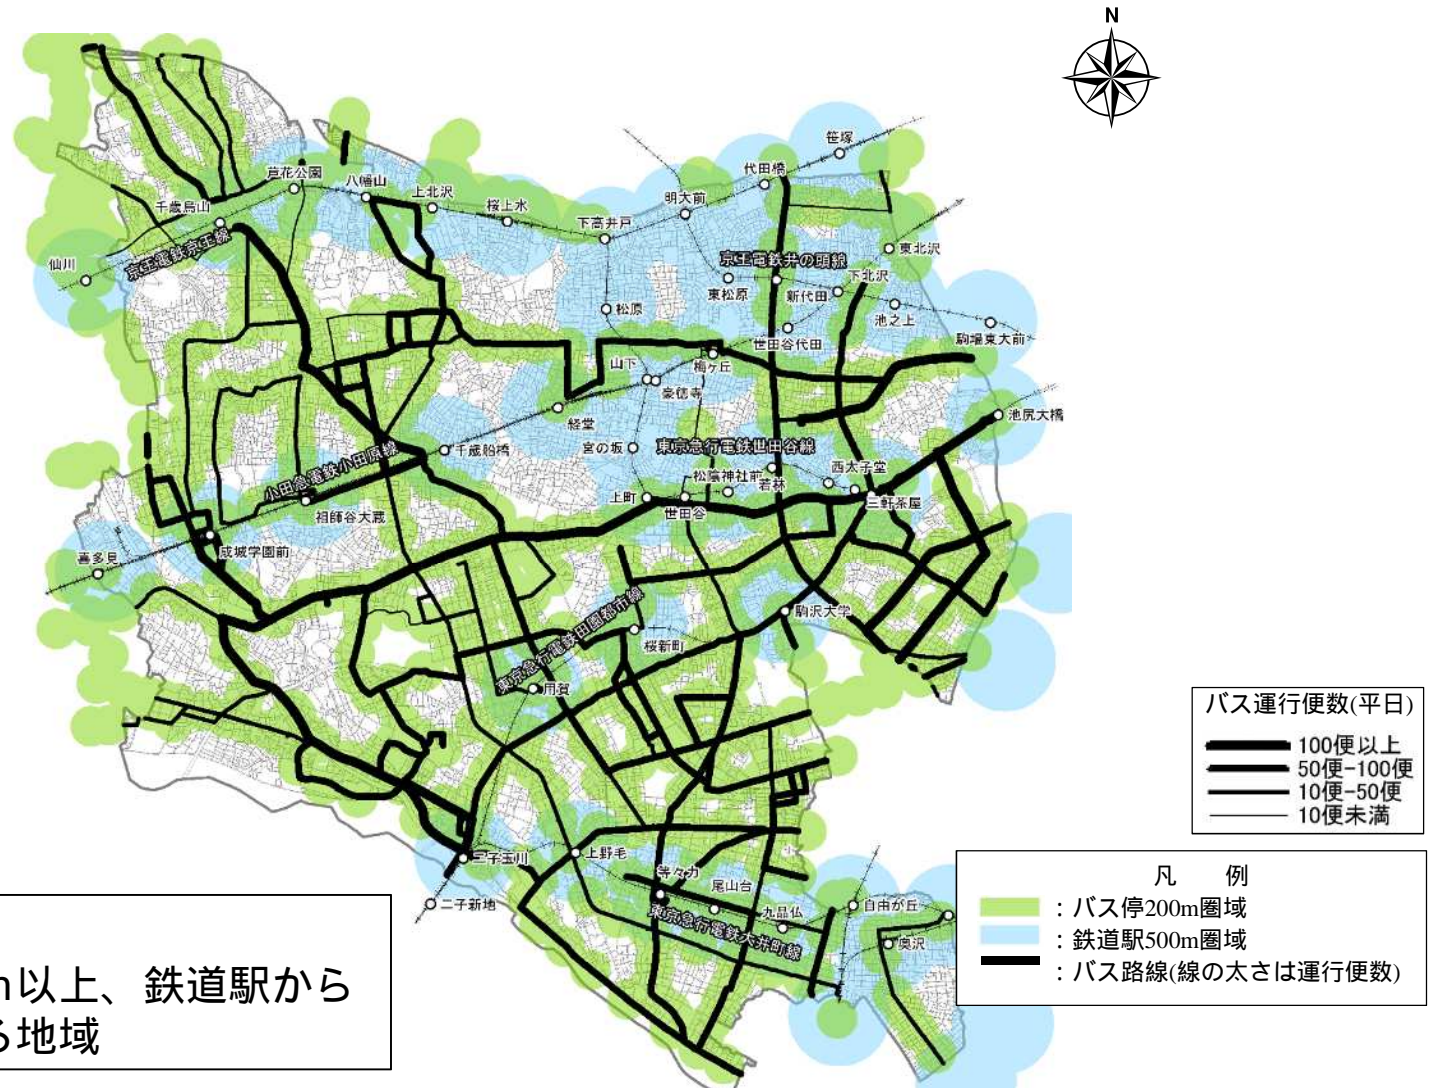 N
笹塚
代田橋
芦花公園
八幡山
上北沢
明大前
千歳烏山
桜上水
下高井戸
京王電鉄京王線
東北沢
仙川
京王電鉄井の頭線
下北沢
東松原
新代田
松原
池之上
駒場東大前
世田谷代田
山下
梅ヶ丘
豪徳寺
経堂
池尻大橋
千歳船橋
宮の坂
東京急行電鉄世田谷線
小田急電鉄小田原線
松陰神社前
西太子堂
若林
上町
世田谷
三軒茶屋
祖師谷大蔵
成城学園前
喜多見
駒沢大学
東京急行電鉄田園都市線
桜新町
用賀
バス運行便数(平日)
100便以上
50便-100便
10便-50便
10便未満
二子玉川
上野毛
等々力
尾山台
二子新地
九品仏
自由が丘
東京急行電鉄大井町線
奥沢
凡　例
：バス停200m圏域
：鉄道駅500m圏域
：バス路線(線の太さは運行便数)
m以上、鉄道駅から
る地域